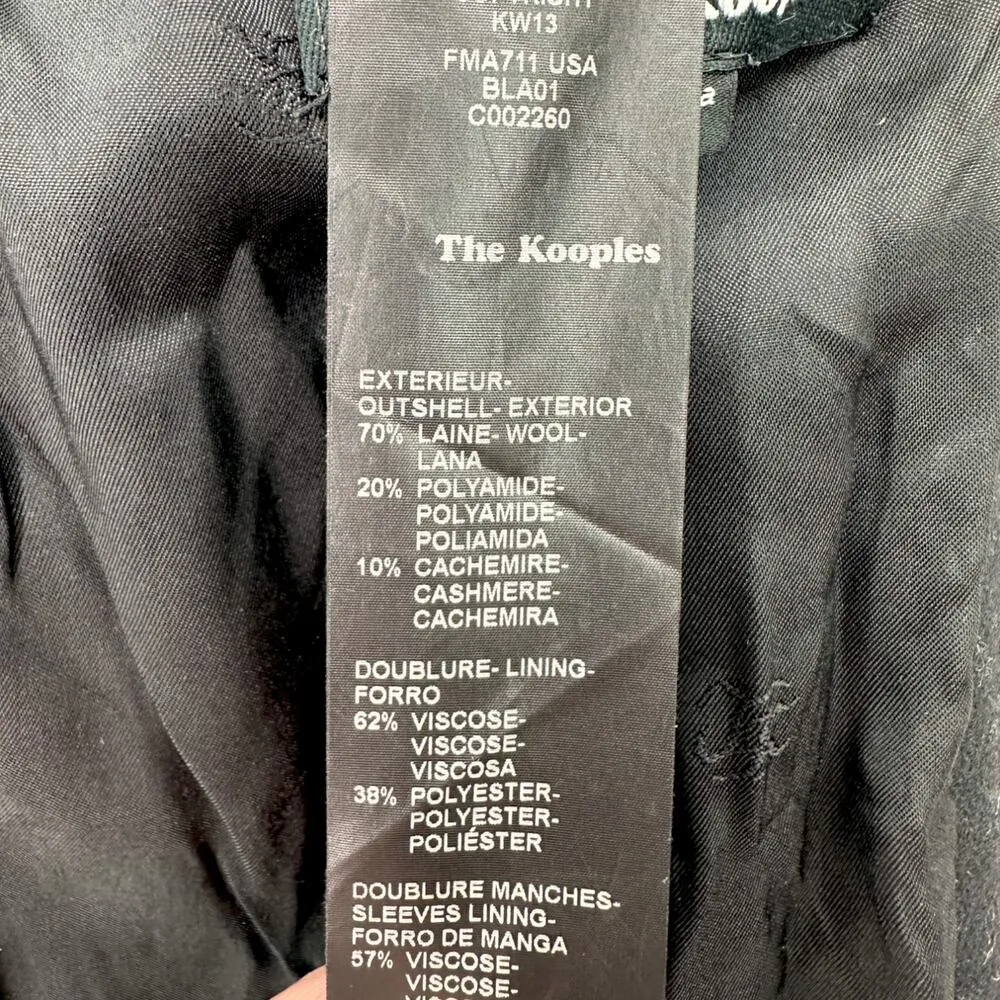 KW13
FMA711 USA
BLA01
C002260
The Kooples
EXTERIEUR-
OUTSHELL- EXTERIOR
70% LAINE- WOOL-
LANA
20% POLYAMIDE-
POLYAMIDE-
POLIAMIDA
10% CACHEMIRE-
CASHMERE-
CACHEMIRA
DOUBLURE- LINING-
FORRO
62% VISCOSE-
VISCOSE-
VISCOSA
38% POLYESTER-
POLYESTER-
POLIÉSTER
DOUBLURE MANCHES-
SLEEVES LINING-
FORRO DE MANGA
57% VISCOSE-
VISCOSE-